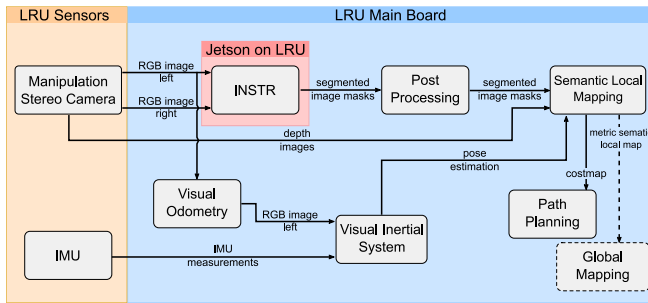 LRU Sensors
LRU Main Board
Jetson on LRU
Manipulation
Stereo Camera
RGB image
left
RGB image
right
INSTR
segmented
image masks
Post
Processing
segmented
image masks
Semantic Local
Mapping
depth
images
metric sematic
local map
pose
estimation
costmap
Visual
Odometry
RGB image
left
Visual Inertial
System
Path
Planning
IMU
IMU
measurements
Global
Mapping